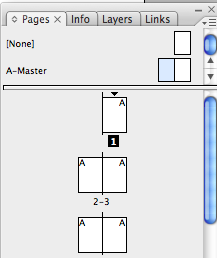 Pages × Info Layers Links
[None]
A-Master
A
1
A A
2-3
A A